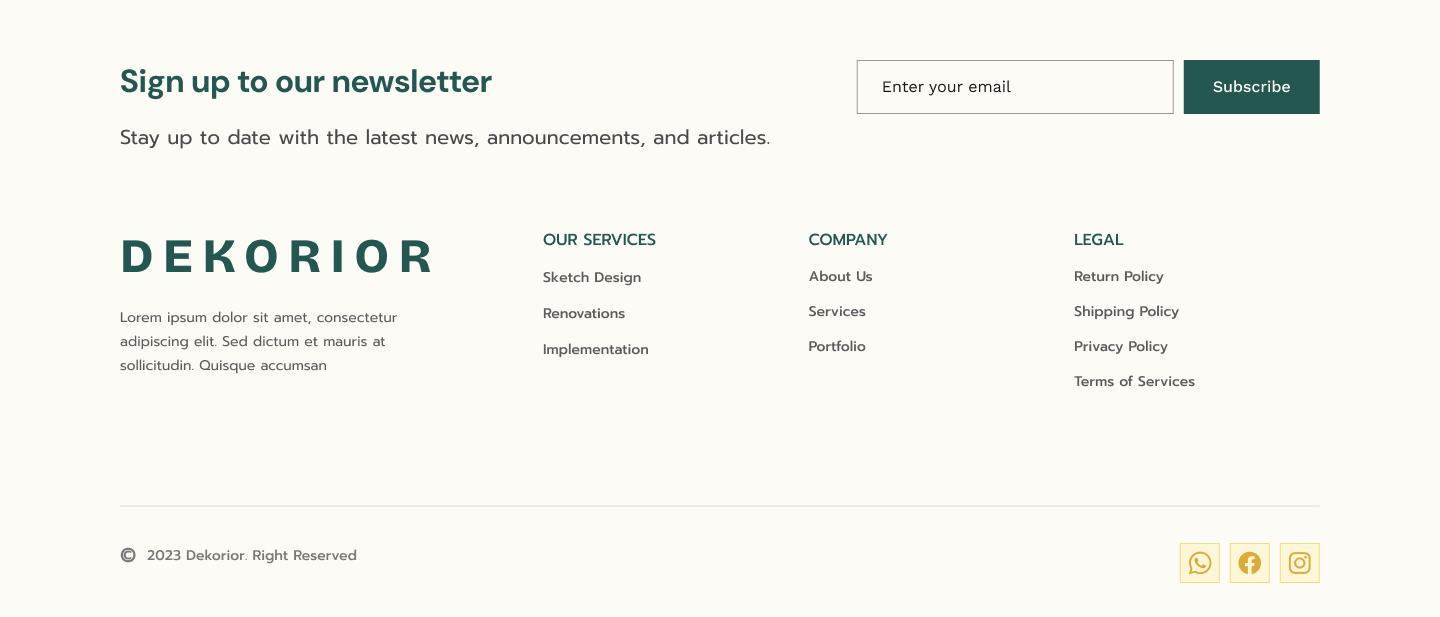 Sign up to our newsletter
Stay up to date with the latest news, announcements, and articles.
Enter your email
Subscribe
DEKORIOR
Lorem ipsum dolor sit amet, consectetur
adipiscing elit. Sed dictum et mauris at
sollicitudin. Quisque accumsan
OUR SERVICES
Sketch Design
Renovations
Implementation
COMPANY
About Us
Services
Portfolio
LEGAL
Return Policy
Shipping Policy
Privacy Policy
Terms of Services
© 2023 Dekorior. Right Reserved